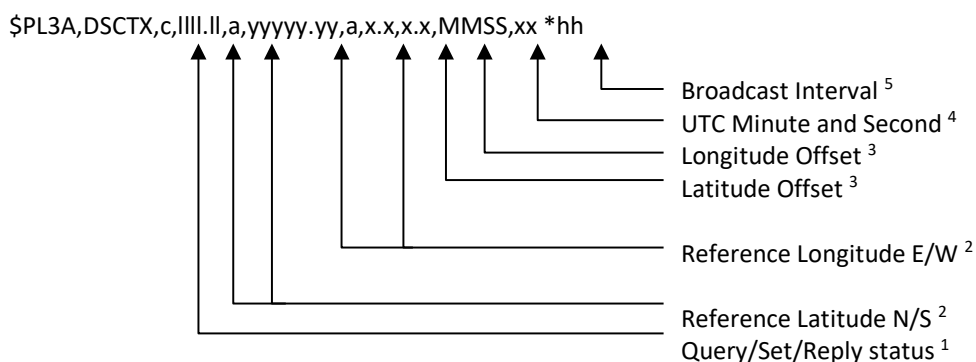 $PL3A,DSCTX,c,llll.ll,a,yyyyy.yy,a,x.x,x.x,MMSS,xx *hh
Broadcast Interval 5
UTC Minute and Second 4
Longitude Offset 3
Latitude Offset 3
Reference Longitude E/W 2
Reference Latitude N/S 2
Query/Set/Reply status 1